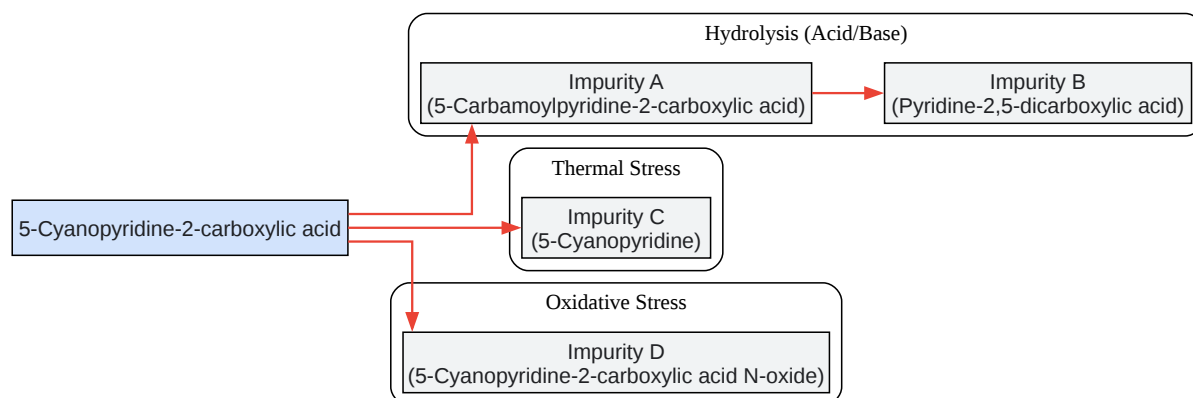 Hydrolysis (Acid/Base)
Impurity A
(5-Carbamoylpyridine-2-carboxylic acid)
Impurity B
(Pyridine-2,5-dicarboxylic acid)
Thermal Stress
5-Cyanopyridine-2-carboxylic acid
Impurity C
(5-Cyanopyridine)
Oxidative Stress
Impurity D
(5-Cyanopyridine-2-carboxylic acid N-oxide)